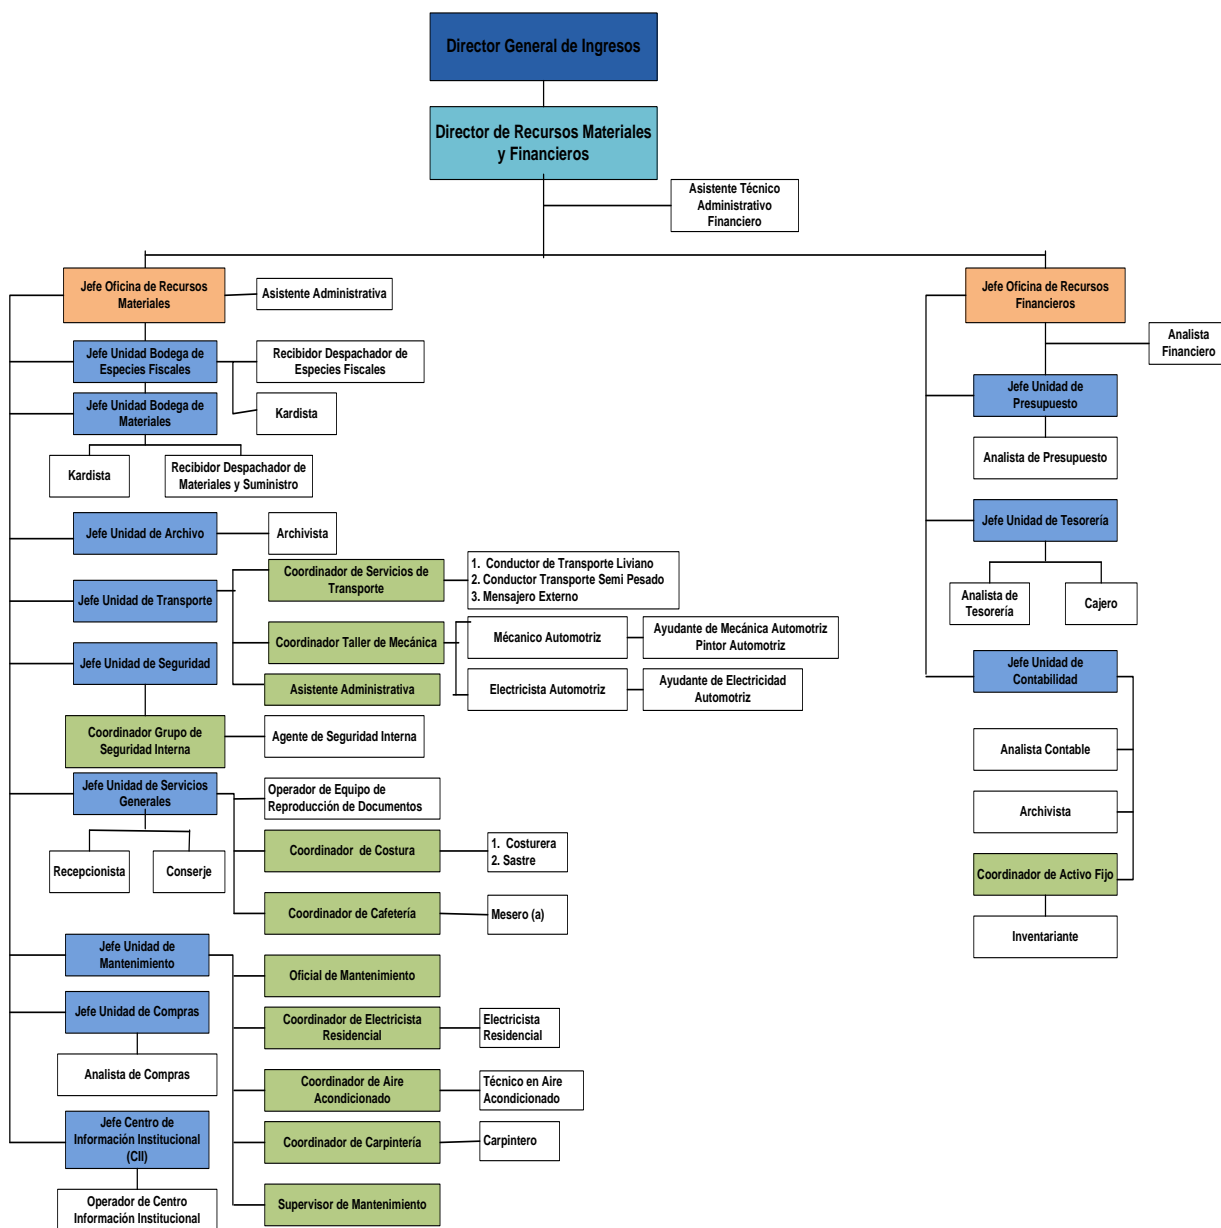 Director General de Ingresos
Director de Recursos Materiales
y Financieros
Asistente Técnico
Administrativo
Financiero
Jefe Oficina de Recursos
Materiales
Asistente Administrativa
Jefe Unidad Bodega de
Especies Fiscales
Recibidor Despachador de
Especies Fiscales
Jefe Unidad Bodega de
Materiales
Kardista
Kardista
Recibidor Despachador de
Materiales y Suministro
Jefe Unidad de Archivo
Archivista
Jefe Unidad de Transporte
Coordinador de Servicios de
Transporte
1. Conductor de Transporte Liviano
2. Conductor Transporte Semi Pesado
3. Mensajero Externo
Coordinador Taller de Mecánica
Mécanico Automotriz
Ayudante de Mecánica Automotriz
Pintor Automotriz
Asistente Administrativa
Electricista Automotriz
Ayudante de Electricidad
Automotriz
Jefe Unidad de Seguridad
Coordinador Grupo de
Seguridad Interna
Agente de Seguridad Interna
Jefe Unidad de Servicios
Generales
Operador de Equipo de
Reproducción de Documentos
Recepcionista
Conserje
Coordinador de Costura
1. Costurera
2. Sastre
Coordinador de Cafetería
Mesero (a)
Jefe Unidad de
Mantenimiento
Oficial de Mantenimiento
Coordinador de Electricista
Residencial
Electricista
Residencial
Coordinador de Aire
Acondicionado
Técnico en Aire
Acondicionado
Coordinador de Carpintería
Carpintero
Supervisor de Mantenimiento
Jefe Unidad de Compras
Analista de Compras
Jefe Centro de
Información Institucional
(CII)
Operador de Centro
Información Institucional
Jefe Oficina de Recursos
Financieros
Analista
Financiero
Jefe Unidad de
Presupuesto
Analista de Presupuesto
Jefe Unidad de Tesorería
Analista de
Tesorería
Cajero
Jefe Unidad de
Contabilidad
Analista Contable
Archivista
Coordinador de Activo Fijo
Inventariante